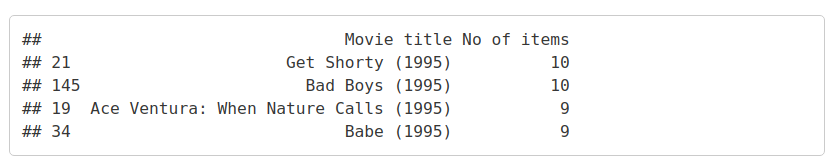 ##                                Movie title No of items
## 21                      Get Shorty (1995)          10
## 145                       Bad Boys (1995)          10
## 19  Ace Ventura: When Nature Calls (1995)           9
## 34                            Babe (1995)           9